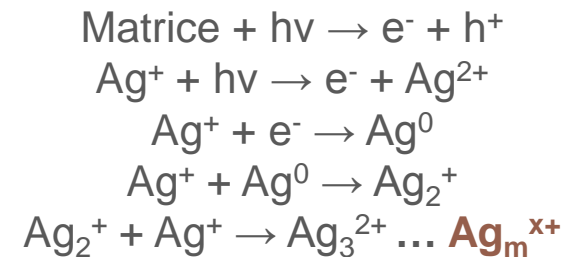 Matrice + hν → e⁻ + h⁺
Ag⁺ + hν → e⁻ + Ag²⁺
Ag⁺ + e⁻ → Ag⁰
Ag⁺ + Ag⁰ → Ag₂⁺
Ag₂⁺ + Ag⁺ → Ag₃²⁺ ... Agₘˣ⁺